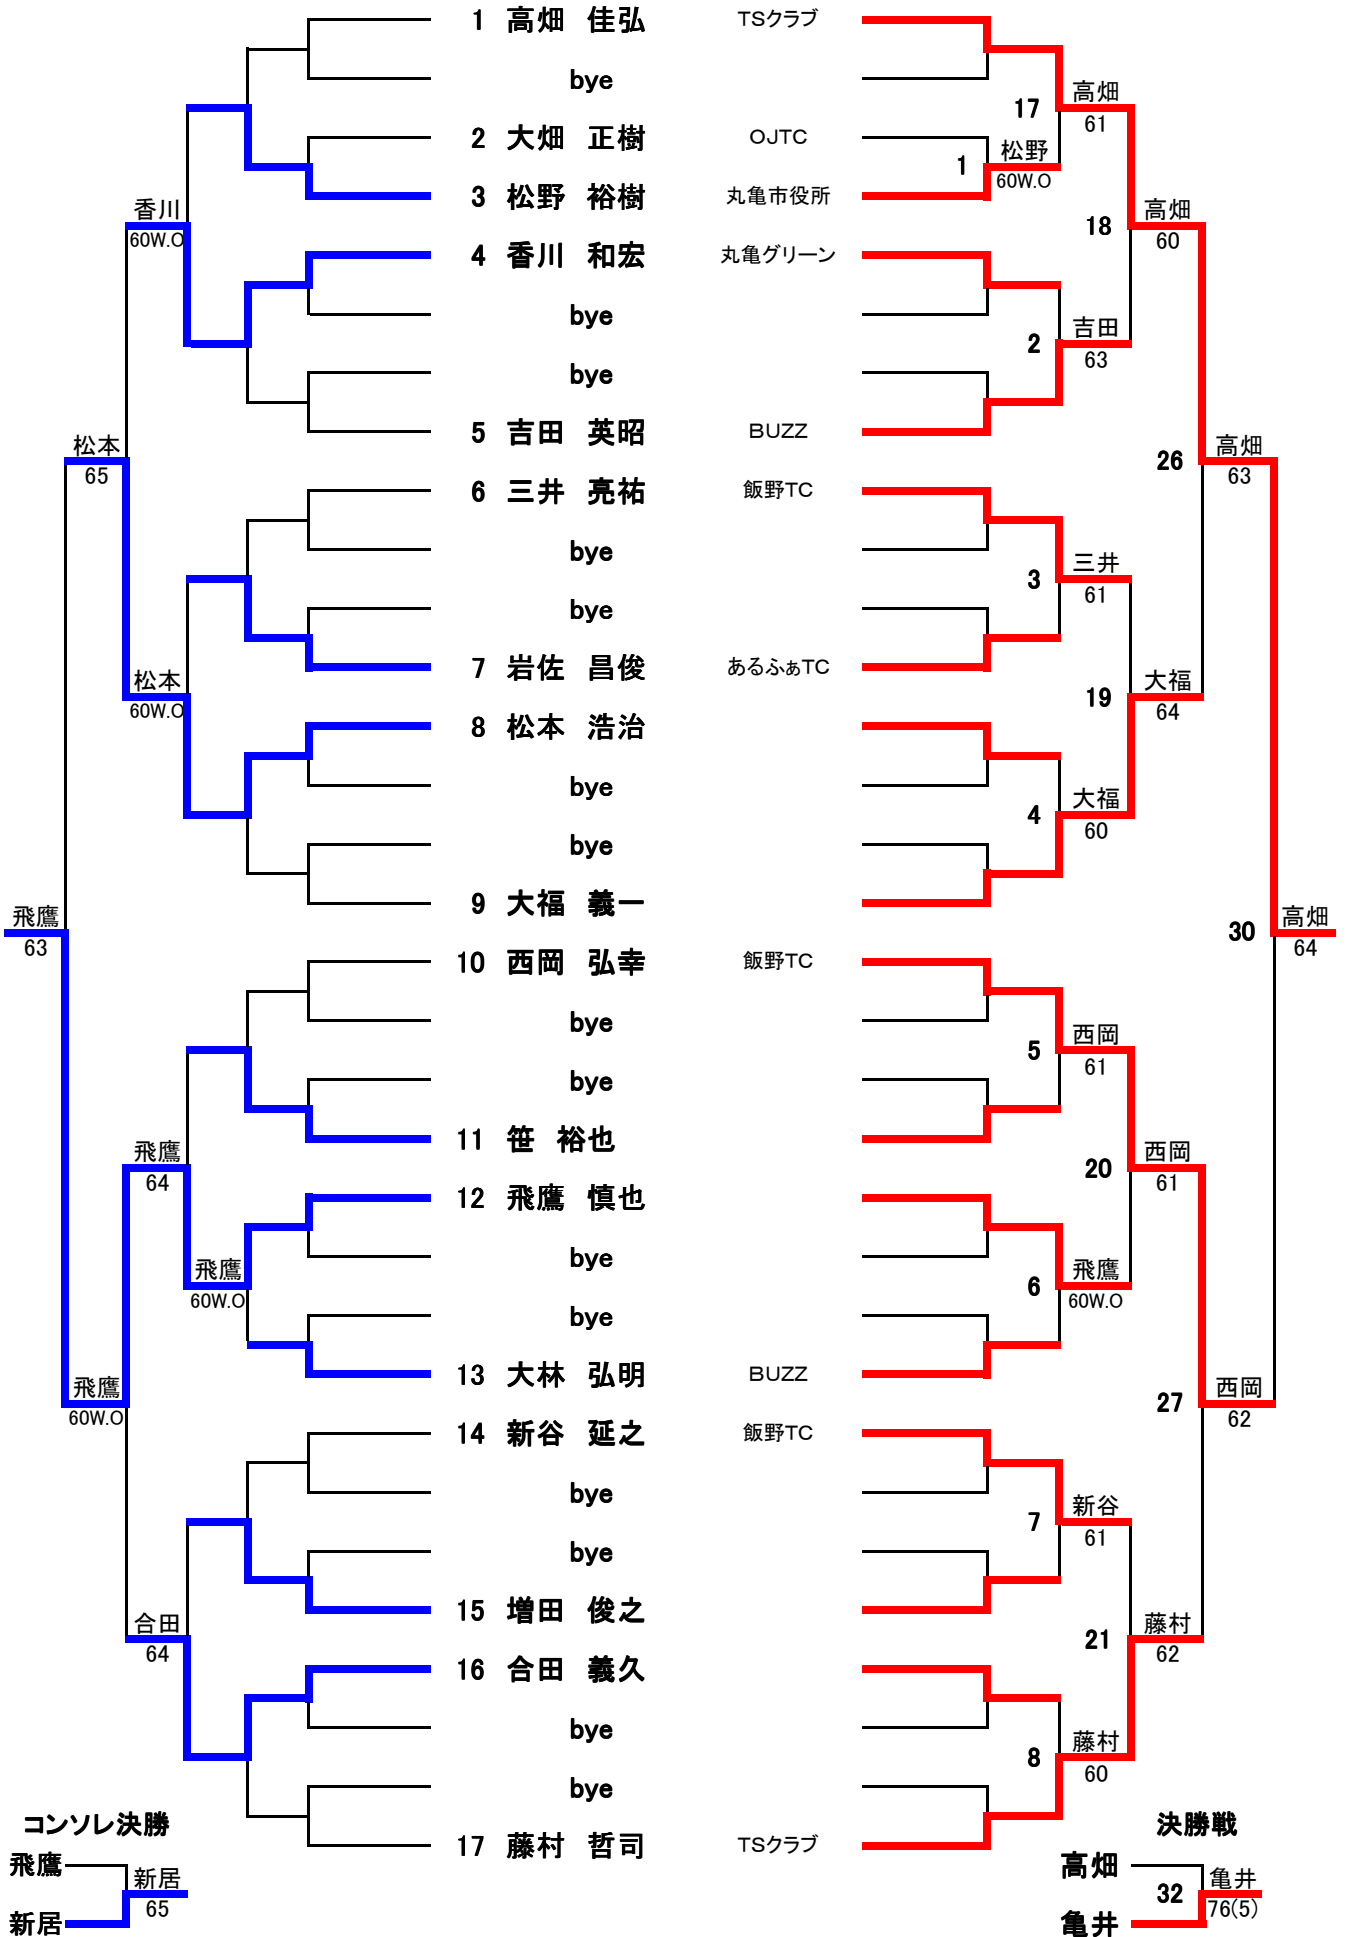 1 高畑 佳弘 TSクラブ
bye
高畑
17
61
2 大畑 正樹 OJTC
松野
1
60W.O
3 松野 裕樹 丸亀市役所
香川
60W.O
高畑
18
60
4 香川 和宏 丸亀グリーン
bye
吉田
2
63
bye
5 吉田 英昭 BUZZ
松本
65
高畑
26
63
6 三井 亮祐 飯野TC
bye
三井
3
61
bye
7 岩佐 昌俊 あるふぁTC
松本
60W.O
大福
19
64
8 松本 浩治
bye
大福
4
60
bye
9 大福 義一
飛鷹
63
高畑
30
64
10 西岡 弘幸 飯野TC
bye
西岡
5
61
bye
11 笹 裕也
飛鷹
64
西岡
20
61
12 飛鷹 慎也
bye
飛鷹
60W.O
飛鷹
6
60W.O
bye
13 大林 弘明 BUZZ
飛鷹
60W.O
西岡
27
62
14 新谷 延之 飯野TC
bye
新谷
7
61
bye
15 増田 俊之
合田
64
藤村
21
62
16 合田 義久
bye
藤村
8
60
bye
17 藤村 哲司 TSクラブ
コンソレ決勝
飛鷹
新居
65
新居
決勝戦
高畑
亀井
32
76(5)
亀井